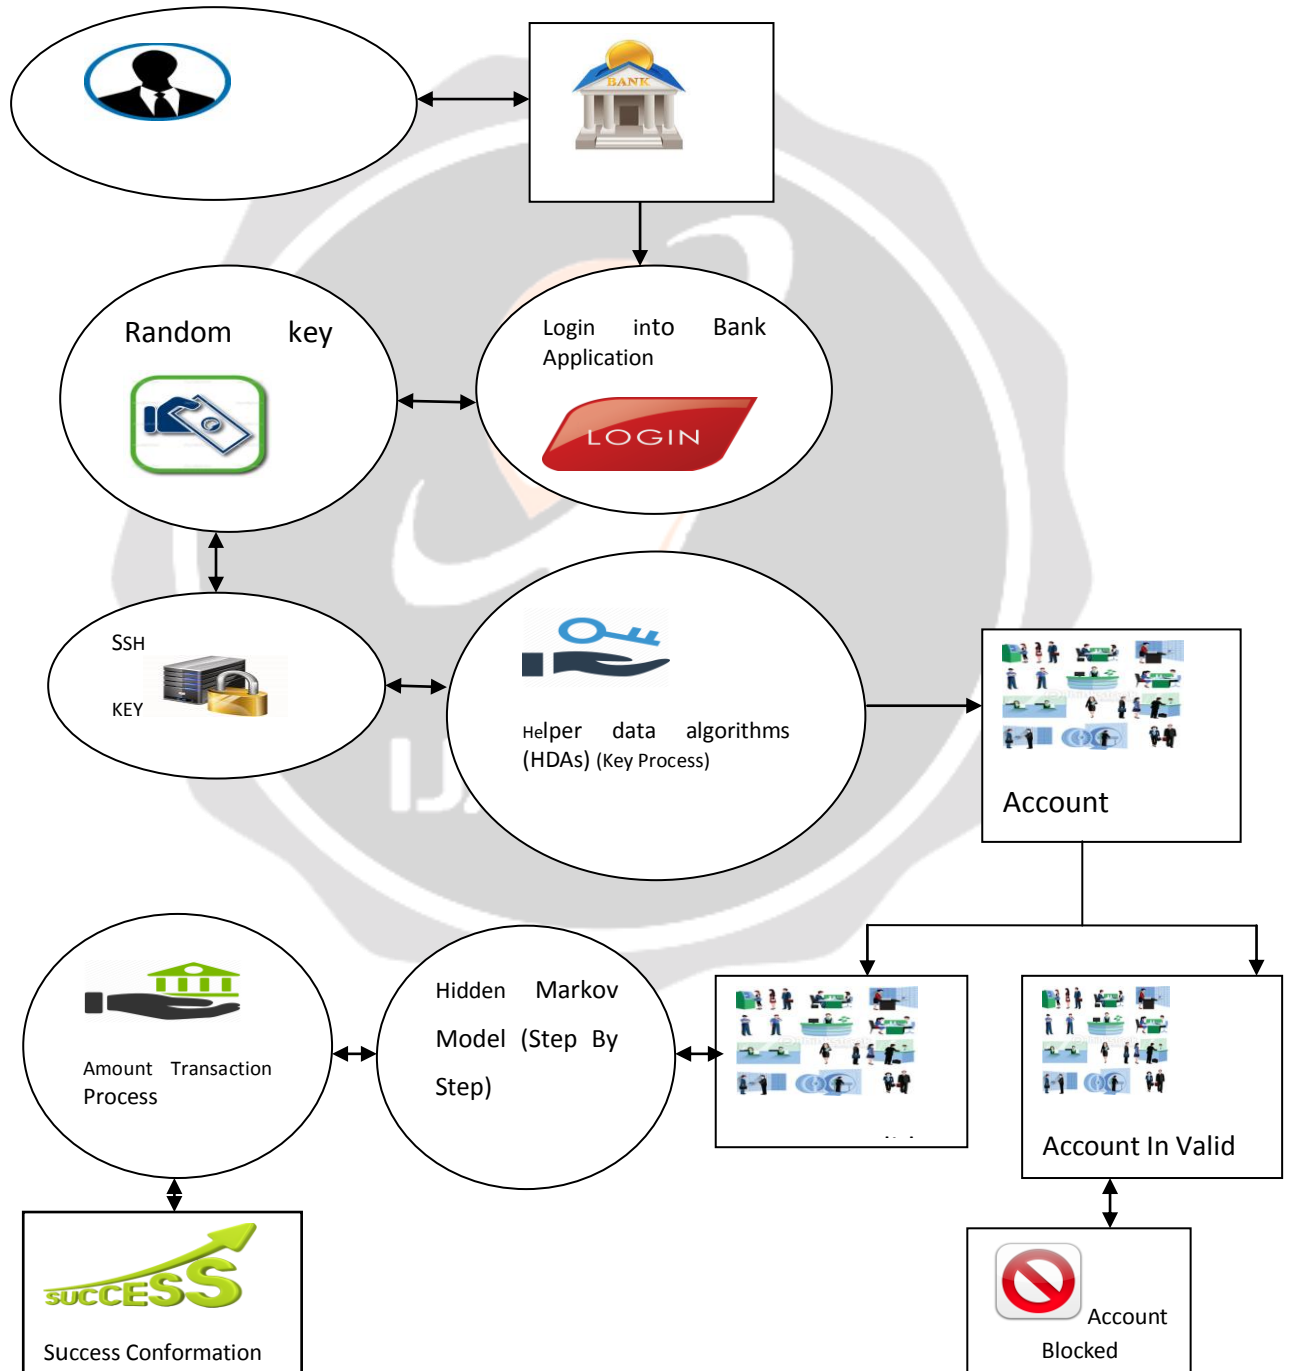 BANK
Random key
Login into Bank
Application
LOGIN
SSH
KEY
Helper data algorithms
(HDAs) (Key Process)
Account
Hidden Markov
Model (Step By
Step)
Amount Transaction
Process
Account In Valid
SUCCESS
Success Conformation
Account
Blocked